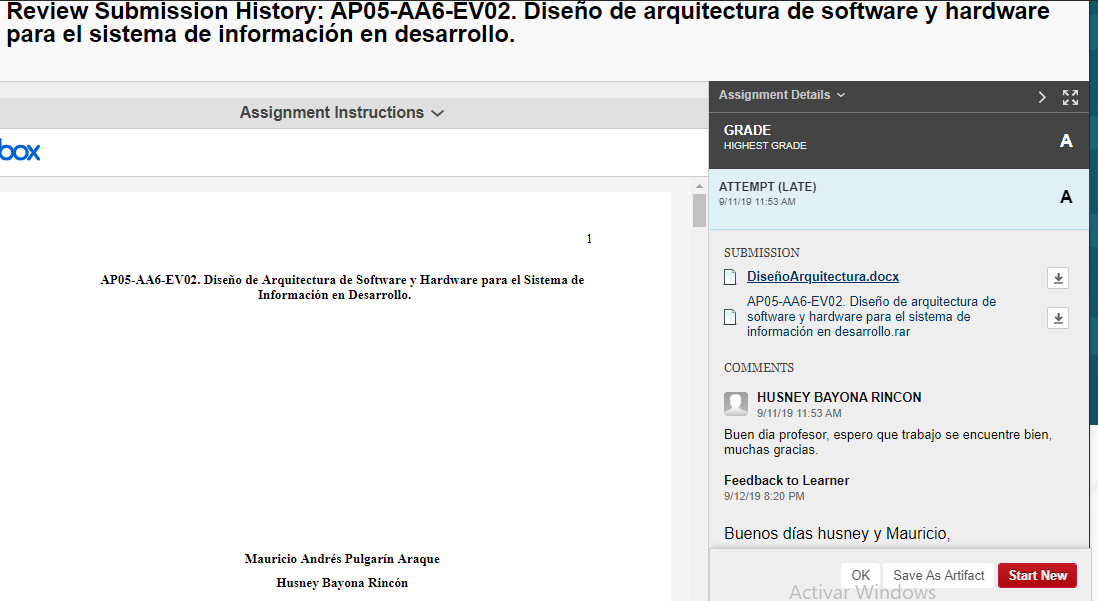 Review Submission History: AP05-AA6-EV02. Diseño de arquitectura de software y hardware
para el sistema de información en desarrollo.
Assignment Instructions
box
1
AP05-AA6-EV02. Diseño de Arquitectura de Software y Hardware para el Sistema de
Información en Desarrollo.
Mauricio Andrés Pulgarín Araque
Husney Bayona Rincón
Assignment Details
GRADE
HIGHEST GRADE
A
ATTEMPT (LATE)
9/11/19 11:53 AM
A
SUBMISSION
DiseñoArquitectura.docx
AP05-AA6-EV02. Diseño de arquitectura de
software y hardware para el sistema de
información en desarrollo.rar
COMMENTS
HUSNEY BAYONA RINCON
9/11/19 11:53 AM
Buen dia profesor, espero que trabajo se encuentre bien,
muchas gracias.
Feedback to Learner
9/12/19 8:20 PM
Buenos días husney y Mauricio,
OK Save As Artifact Start New
Activar Windows